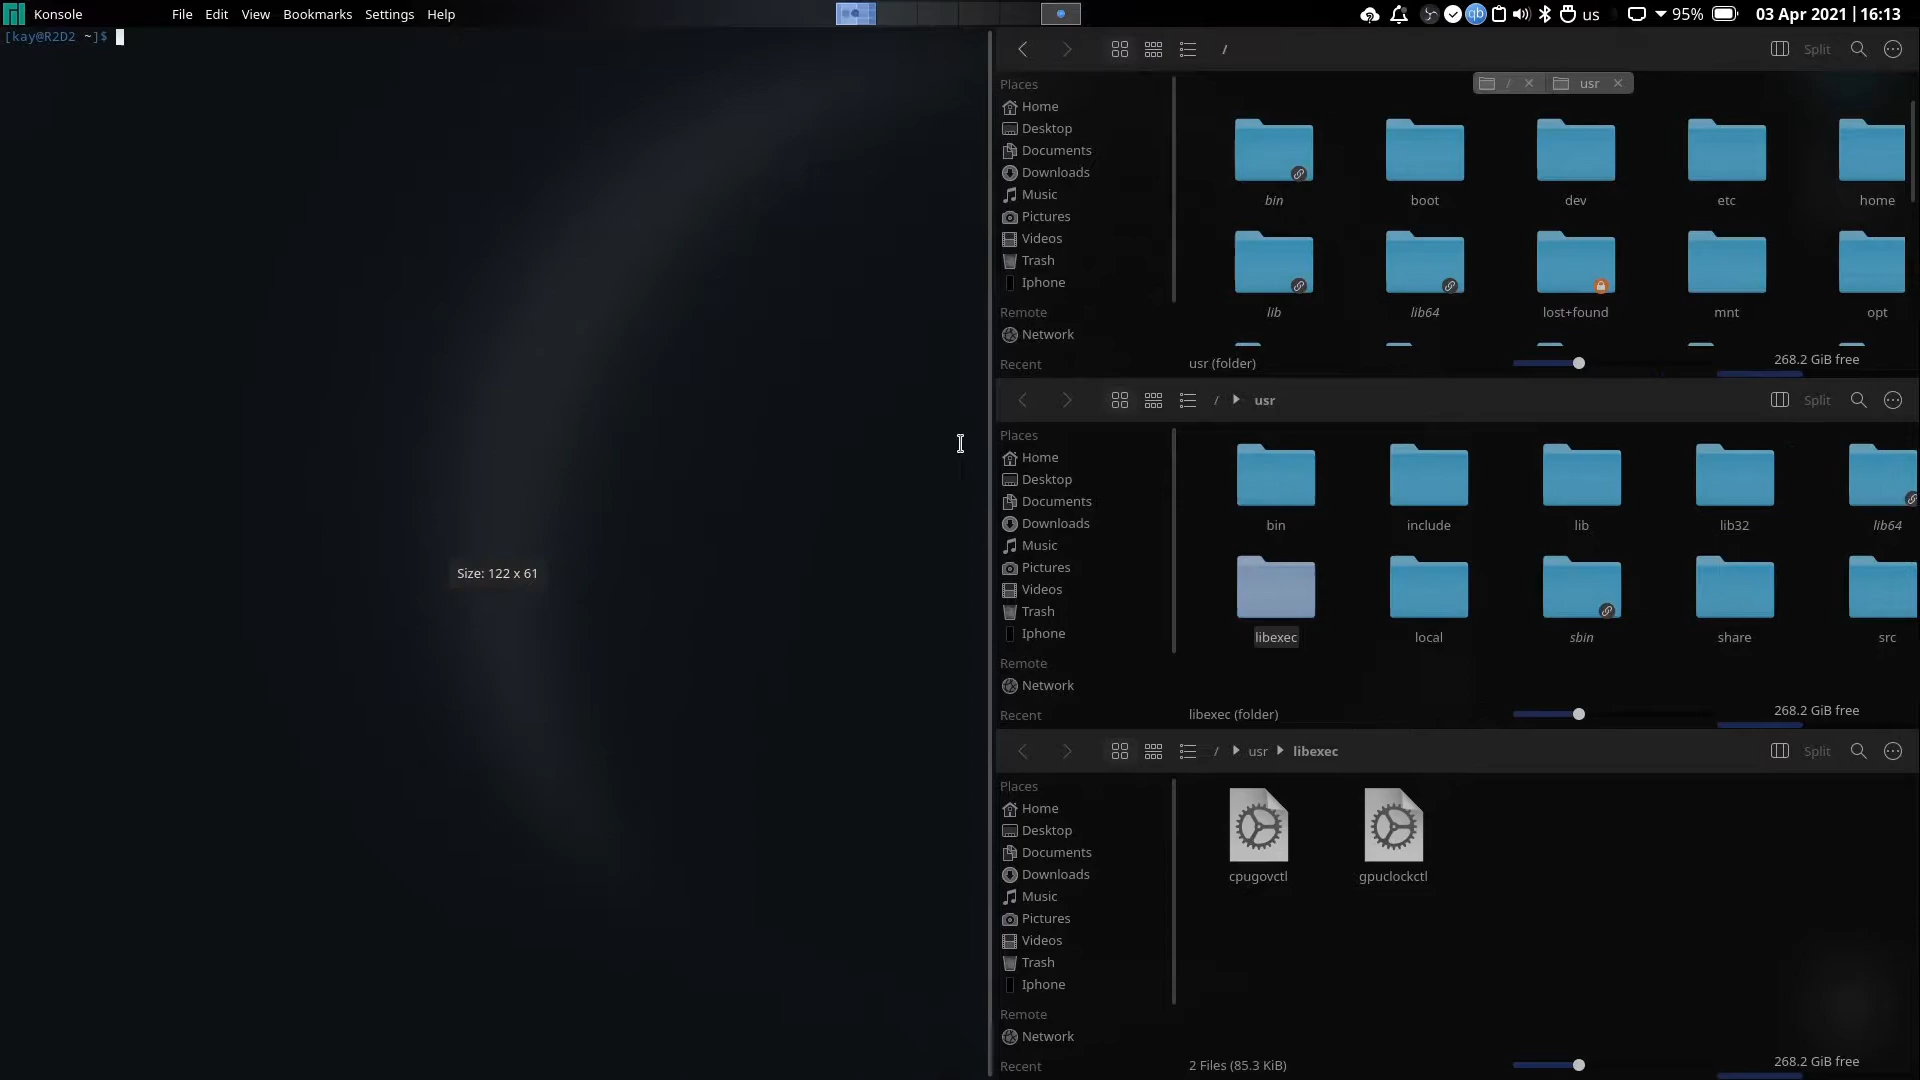 Konsole File Edit View Bookmarks Settings Help qb us 95% 03 Apr 2021 | 16:13
[kay@R2D2 ~]$
Size: 122 x 61
/ Split
Places
Home
Desktop
Documents
Downloads
Music
Pictures
Videos
Trash
Iphone
Remote
Network
Recent
/ usr
bin boot dev etc home
lib lib64 lost+found mnt opt
usr (folder) 268.2 GiB free
/ usr Split
Places
Home
Desktop
Documents
Downloads
Music
Pictures
Videos
Trash
Iphone
Remote
Network
Recent
bin include lib lib32 lib64
libexec local sbin share src
libexec (folder) 268.2 GiB free
/ usr libexec Split
Places
Home
Desktop
Documents
Downloads
Music
Pictures
Videos
Trash
Iphone
Remote
Network
Recent
cpugovctl gpuclockctl
2 Files (85.3 KiB) 268.2 GiB free